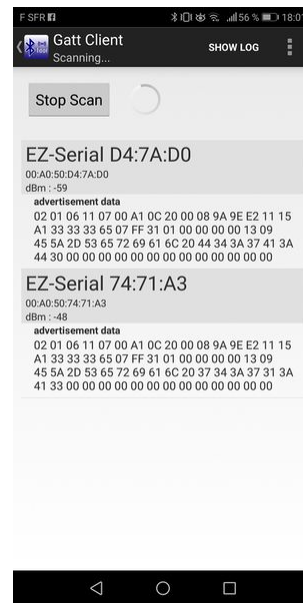 F SFR 56 % 18:01
Gatt Client
Scanning...
SHOW LOG
Stop Scan
EZ-Serial D4:7A:D0
00:A0:50:D4:7A:D0
dBm : -59
advertisement data
02 01 06 11 07 00 A1 0C 20 00 08 9A 9E E2 11 15
A1 33 33 33 65 07 FF 31 01 00 00 00 00 13 09
45 5A 2D 53 65 72 69 61 6C 20 44 34 3A 37 41 3A
44 30 00 00 00 00 00 00 00 00 00 00 00 00 00
EZ-Serial 74:71:A3
00:A0:50:74:71:A3
dBm : -48
advertisement data
02 01 06 11 07 00 A1 0C 20 00 08 9A 9E E2 11 15
A1 33 33 33 65 07 FF 31 01 00 00 00 00 13 09
45 5A 2D 53 65 72 69 61 6C 20 37 34 3A 37 31 3A
41 33 00 00 00 00 00 00 00 00 00 00 00 00 00